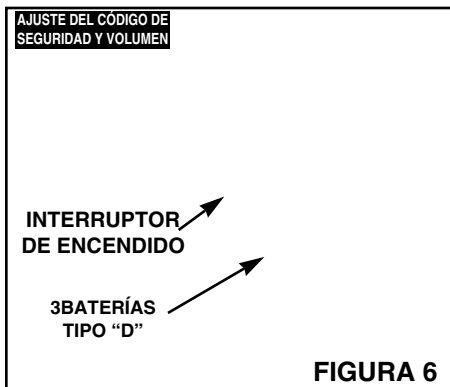 AJUSTE DEL CÓDIGO DE
SEGURIDAD Y VOLUMEN
INTERRUPTOR
DE ENCENDIDO
3BATERÍAS
TIPO “D”
FIGURA 6